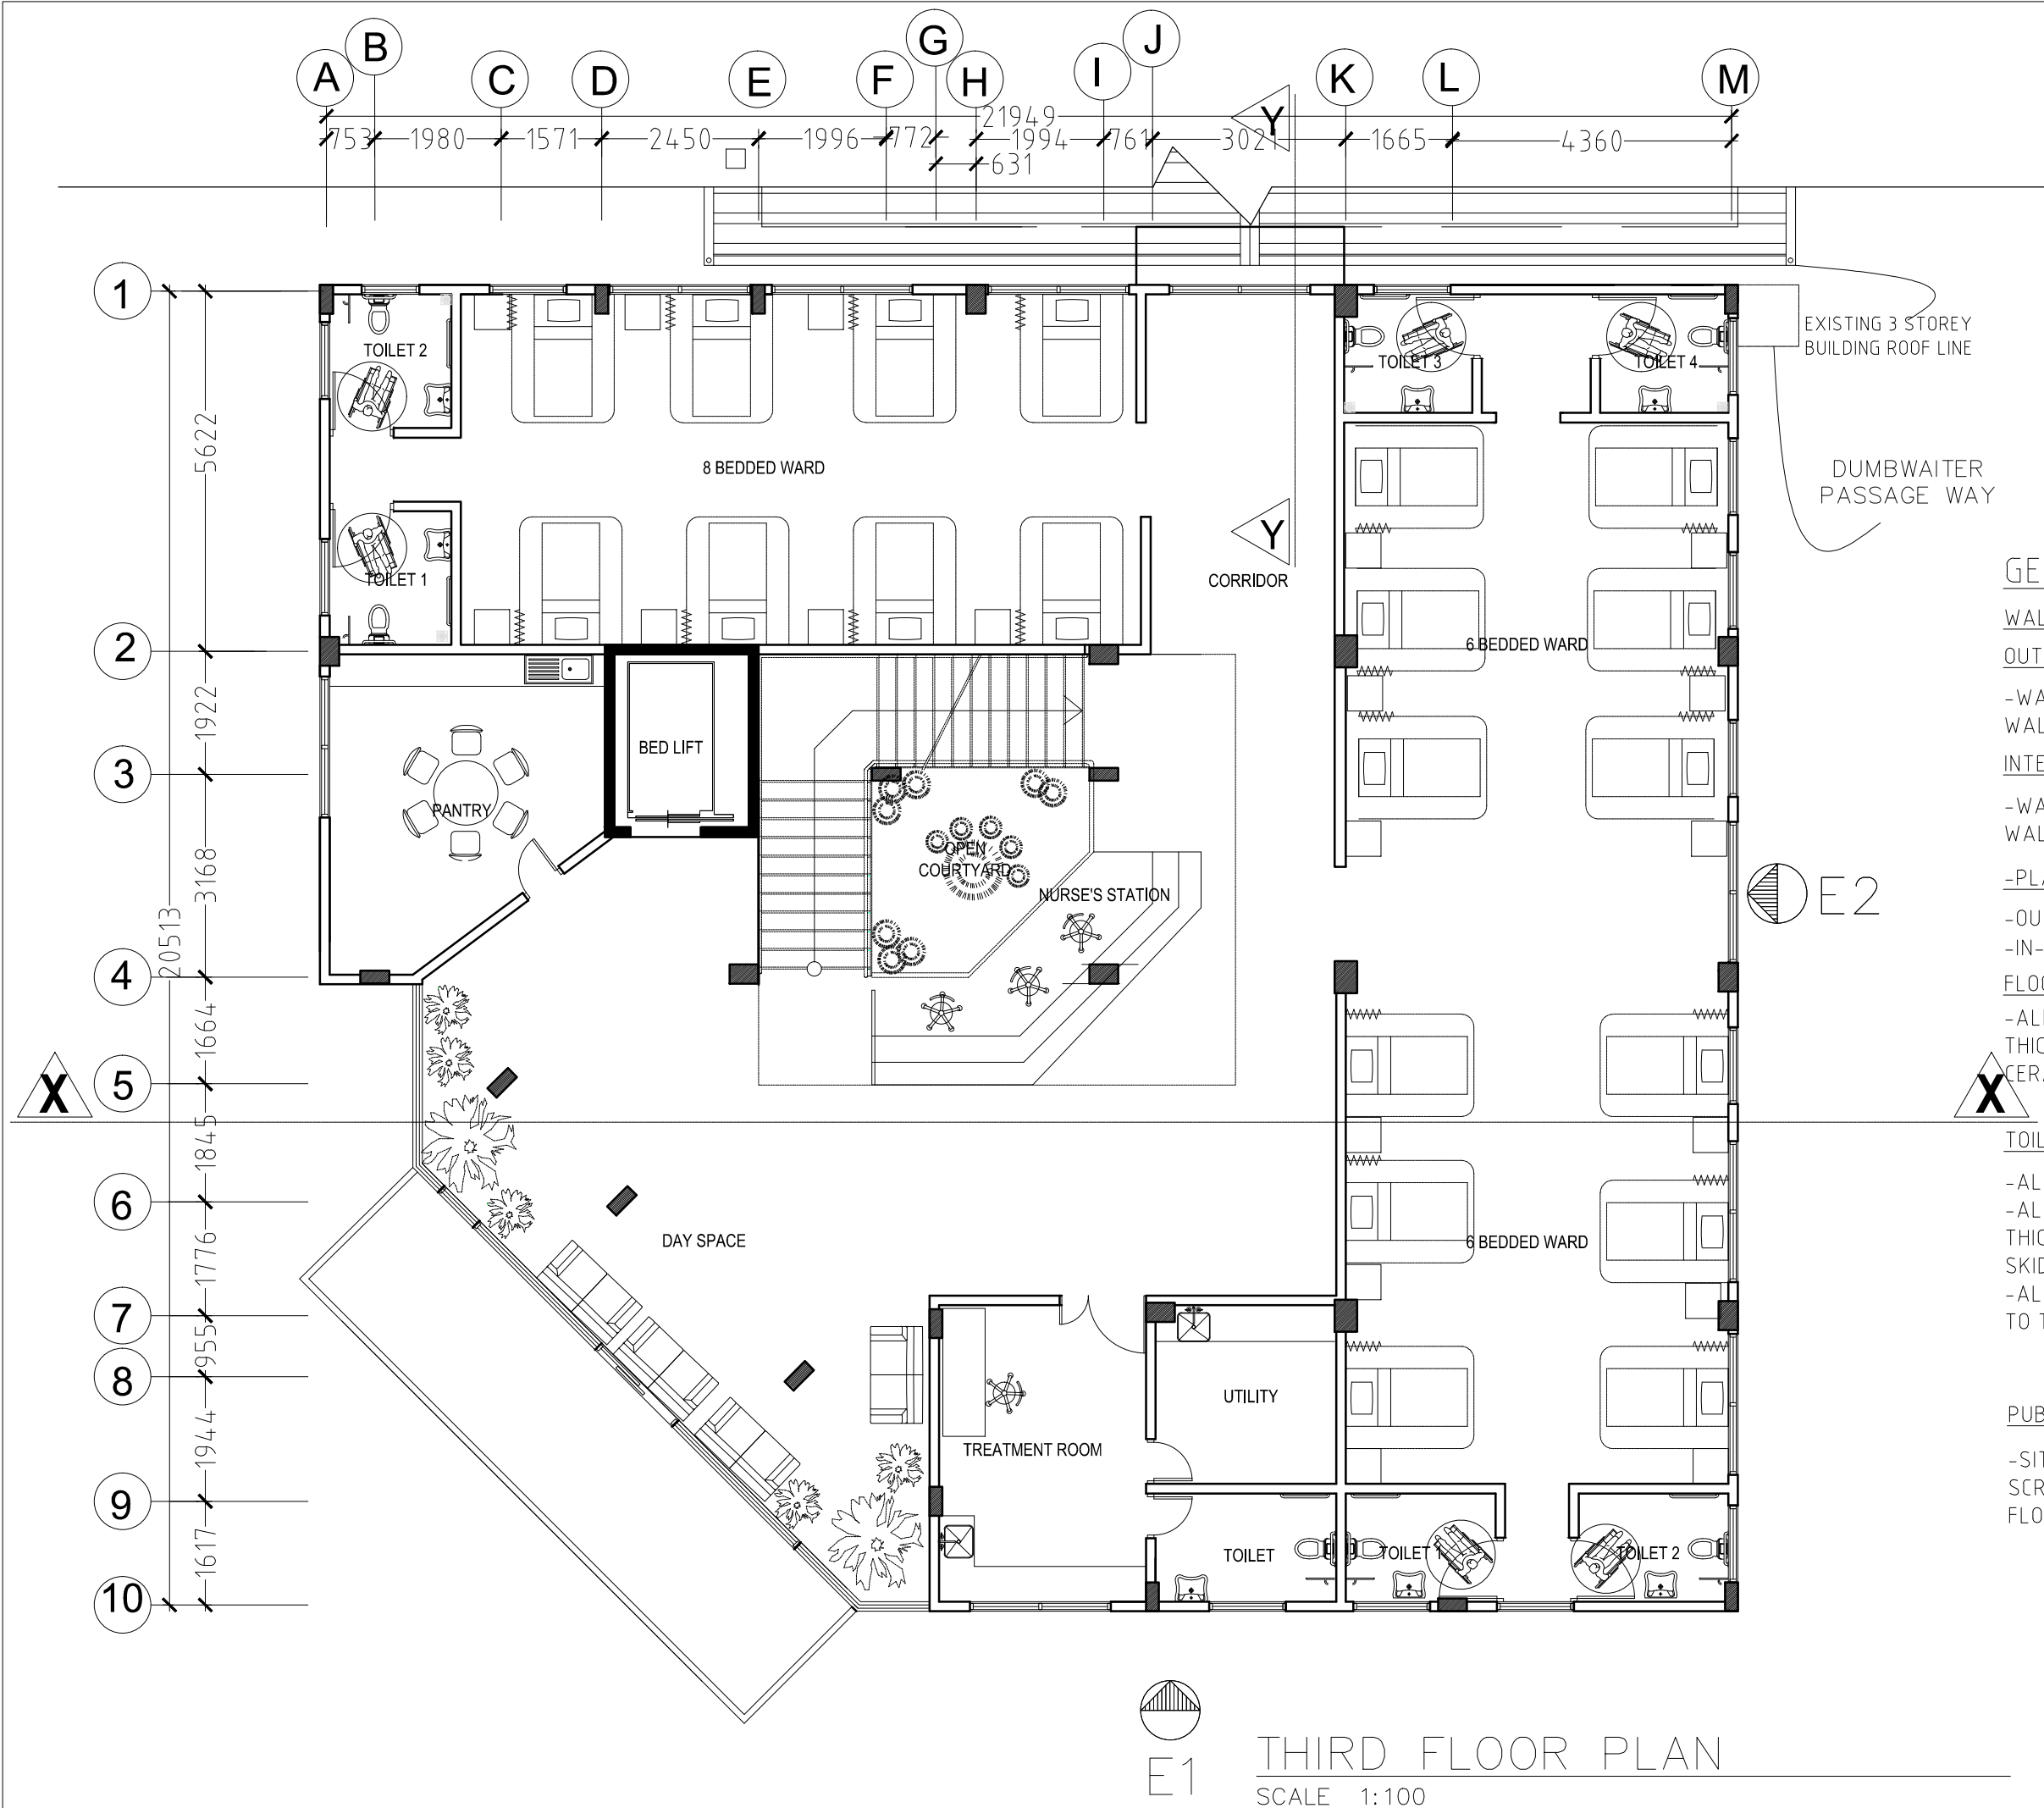 A B C D E F G H I J K L M
21949
753 1980 1571 2450 1996 772 1994 761 3021 1665 4360
631
Y
1
2
3
4
5
6
7
8
9
10
5622
1922
3168
20513
1664
1845
1776
955
1944
1617
TOILET 2
TOILET 3
TOILET 4
EXISTING 3 STOREY
BUILDING ROOF LINE
8 BEDDED WARD
DUMBWAITER
PASSAGE WAY
Y
TOILET 1
CORRIDOR
6 BEDDED WARD
BED LIFT
PANTRY
OPEN
COURTYARD
NURSE'S STATION
E2
X
X
DAY SPACE
6 BEDDED WARD
UTILITY
TREATMENT ROOM
TOILET
TOILET 1
TOILET 2
E1
THIRD FLOOR PLAN
SCALE 1:100